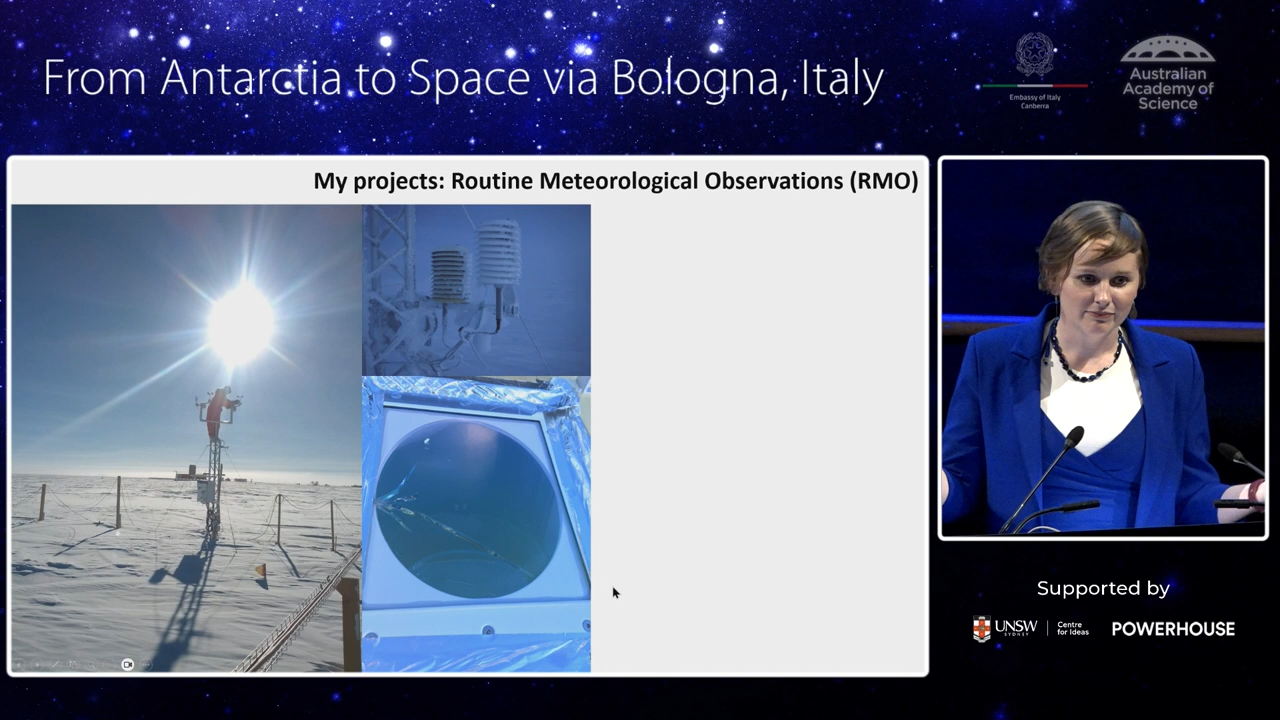 From Antarctia to Space via Bologna, Italy
Embassy of Italy
Canberra
Australian
Academy of
Science
My projects: Routine Meteorological Observations (RMO)
Supported by
UNSW
SYDNEY
Centre
for Ideas
POWERHOUSE